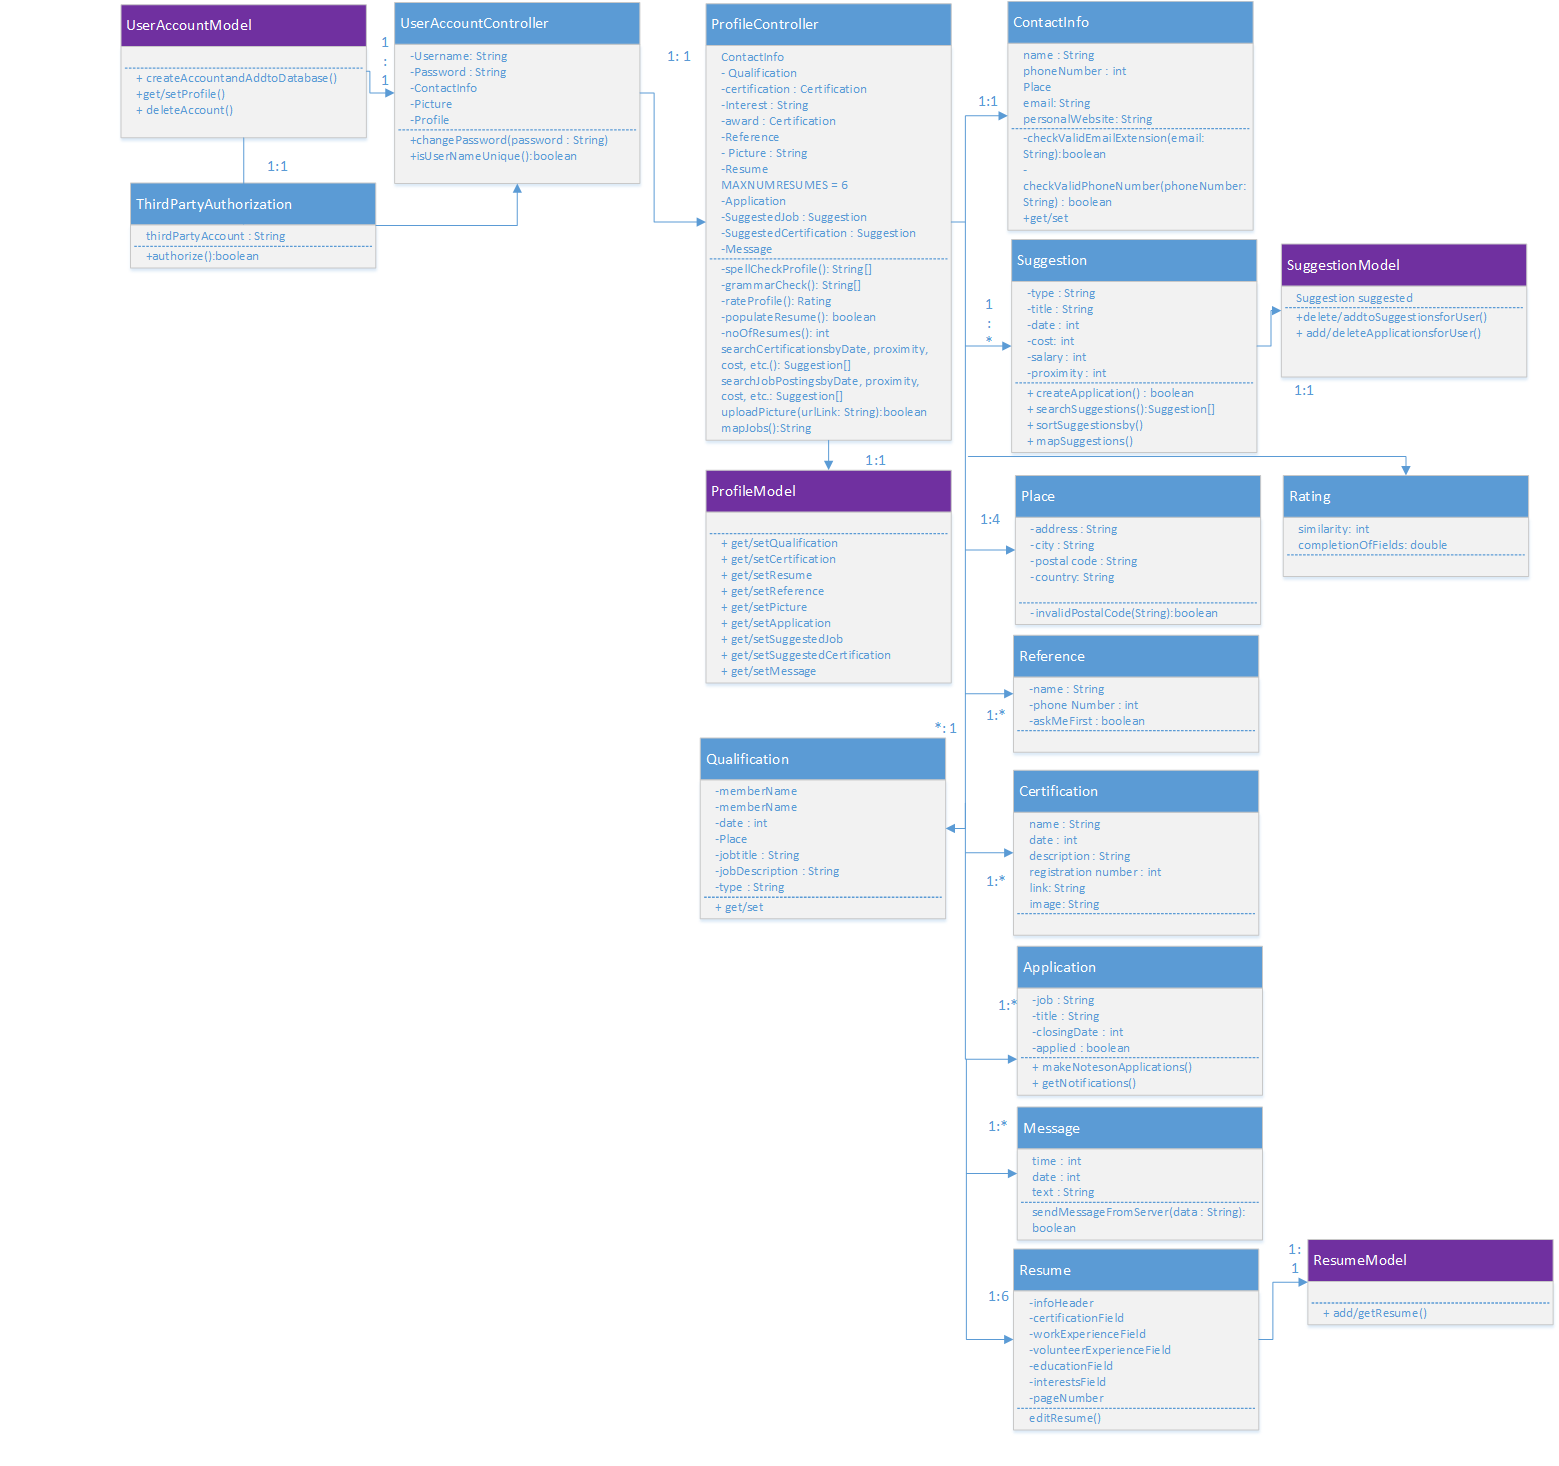 UserAccountModel
+ createAccountandAddtoDatabase()
+get/setProfile()
+ deleteAccount()
1
:
1
UserAccountController
-Username: String
-Password : String
-ContactInfo
-Picture
-Profile
+changePassword(password : String)
+isUserNameUnique():boolean
1:1
ThirdPartyAuthorization
thirdPartyAccount : String
+authorize():boolean
1: 1
ProfileController
ContactInfo
- Qualification
-certification : Certification
-Interest : String
-award : Certification
-Reference
- Picture : String
-Resume
MAXNUMRESUMES = 6
-Application
-SuggestedJob : Suggestion
-SuggestedCertification : Suggestion
-Message
-spellCheckProfile(): String[]
-grammarCheck(): String[]
-rateProfile(): Rating
-populateResume(): boolean
-noOfResumes(): int
searchCertificationsbyDate, proximity,
cost, etc.(): Suggestion[]
searchJobPostingsbyDate, proximity,
cost, etc.: Suggestion[]
uploadPicture(urlLink: String):boolean
mapJobs():String
1:1
ProfileModel
+ get/setQualification
+ get/setCertification
+ get/setResume
+ get/setReference
+ get/setPicture
+ get/setApplication
+ get/setSuggestedJob
+ get/setSuggestedCertification
+ get/setMessage
*: 1
Qualification
-memberName
-memberName
-date : int
-Place
-jobtitle : String
-jobDescription : String
-type : String
+ get/set
1:1
ContactInfo
name : String
phoneNumber : int
Place
email: String
personalWebsite: String
-checkValidEmailExtension(email:
String):boolean
-
checkValidPhoneNumber(phoneNumber:
String) : boolean
+get/set
1
:
*
Suggestion
-type : String
-title : String
-date : int
-cost: int
-salary : int
-proximity : int
+ createApplication() : boolean
+ searchSuggestions():Suggestion[]
+ sortSuggestionsby()
+ mapSuggestions()
SuggestionModel
Suggestion suggested
+delete/addtoSuggestionsforUser()
+ add/deleteApplicationsforUser()
1:1
1:4
Place
-address : String
-city : String
-postal code : String
-country: String
-invalidPostalCode(String):boolean
Rating
similarity: int
completionOfFields: double
1:*
Reference
-name : String
-phone Number : int
-askMeFirst : boolean
1:*
Certification
name : String
date : int
description : String
registration number : int
link: String
image: String
1:*
Application
-job : String
-title : String
-closingDate : int
-applied : boolean
+ makeNotesonApplications()
+ getNotifications()
1:*
Message
time : int
date : int
text : String
sendMessageFromServer(data : String):
boolean
1:6
Resume
-infoHeader
-certificationField
-workExperienceField
-volunteerExperienceField
-educationField
-interestsField
-pageNumber
editResume()
1:
1
ResumeModel
+ add/getResume()